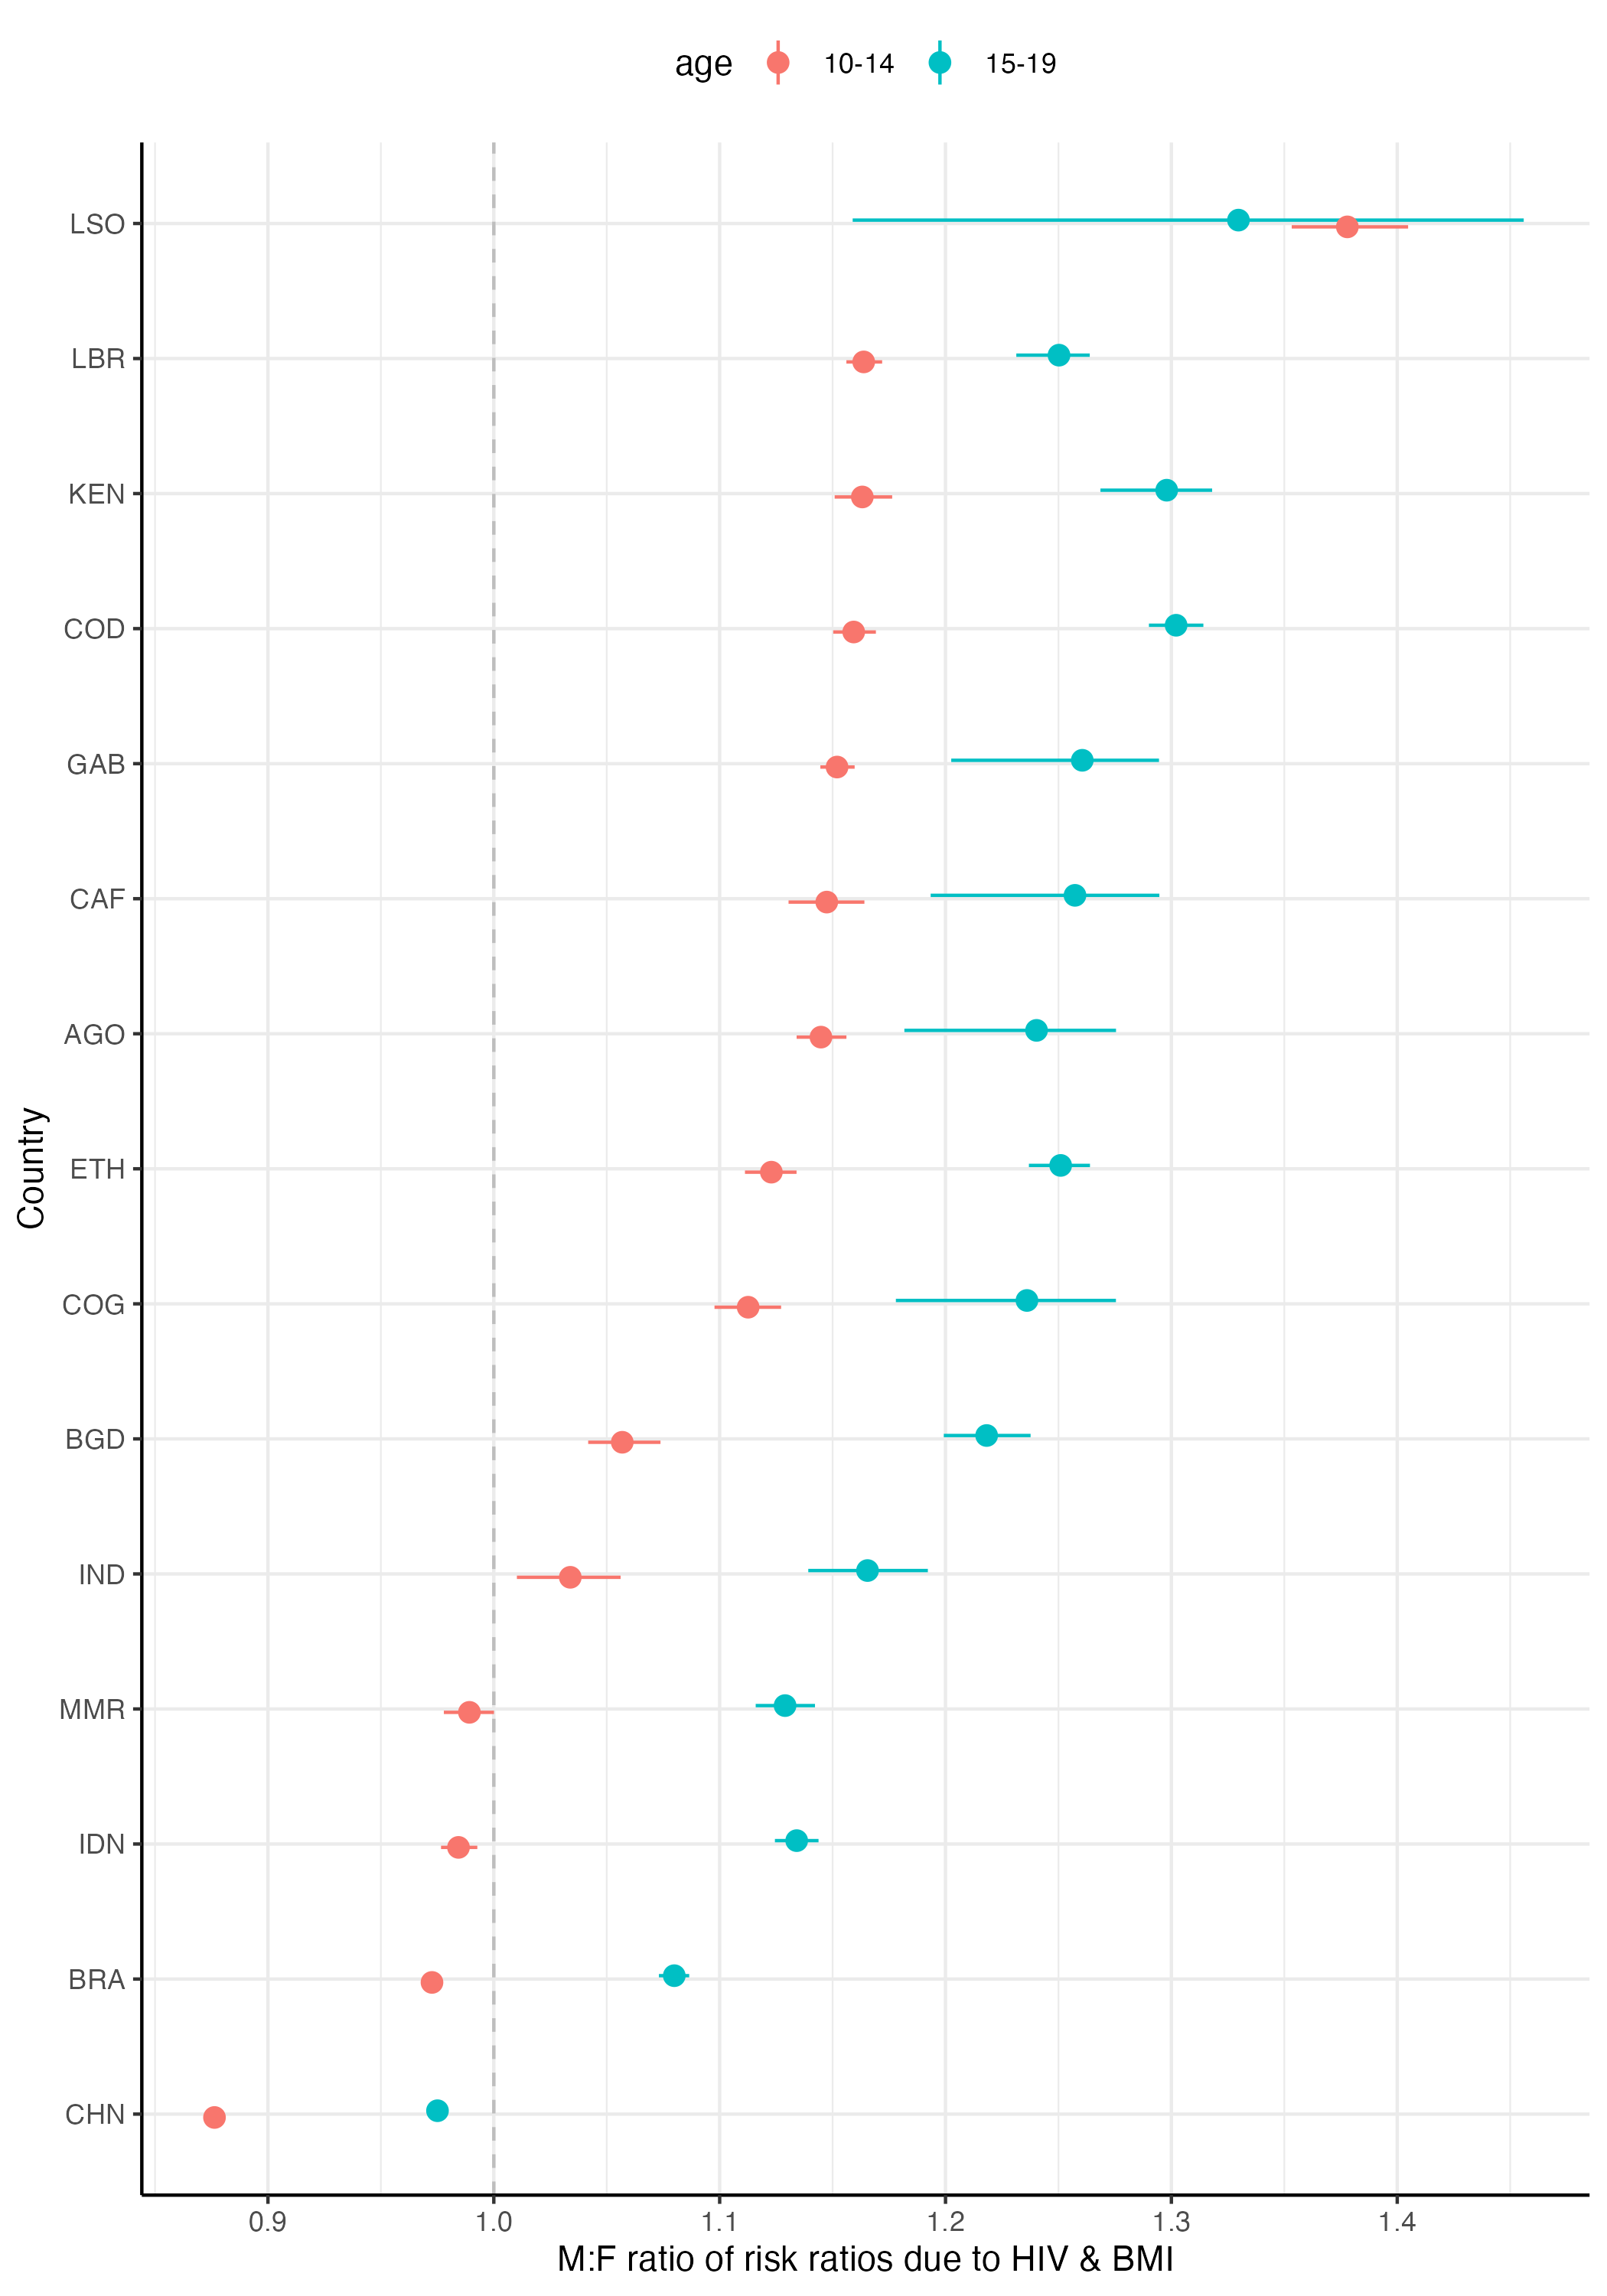 age 10-14 15-19
LSO
LBR
KEN
COD
GAB
CAF
AGO
ETH
COG
BGD
IND
MMR
IDN
BRA
CHN
Country
0.9 1.0 1.1 1.2 1.3 1.4
M:F ratio of risk ratios due to HIV & BMI